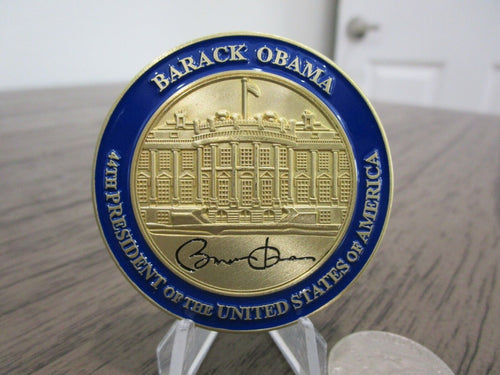 BARACK OBAMA
44TH PRESIDENT OF THE UNITED STATES OF AMERICA